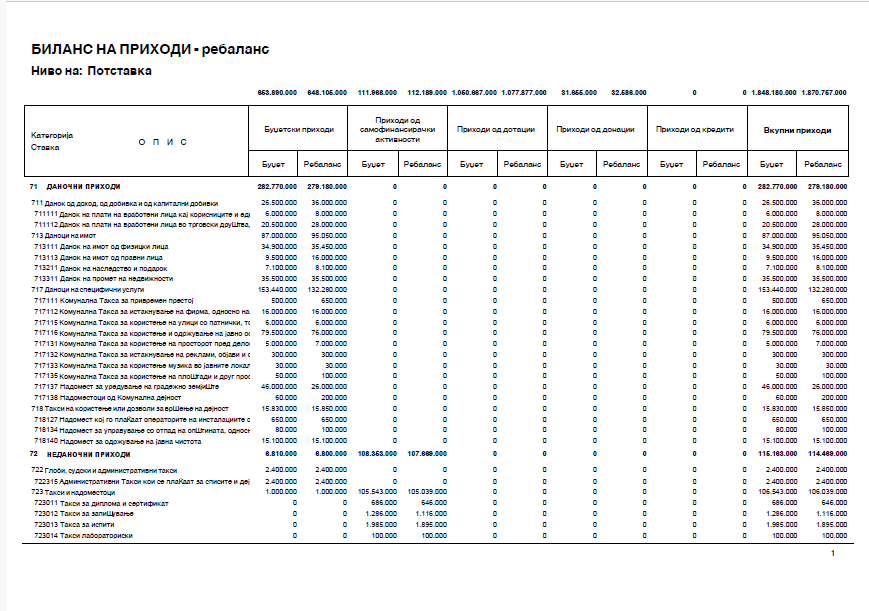 БИЛАНС НА ПРИХОДИ - ребаланс
Ниво на: Потставка
653.890.000 648.105.000 111.968.000 112.189.000 1.050.667.000 1.077.877.000 31.655.000 32.586.000 0 0 1.848.180.000 1.870.757.000
Категорија
Ставка
О П И С
Буџетски приходи
Приходи од самофинансирачки активности
Приходи од дотации
Приходи од донации
Приходи од кредити
Вкупни приходи
Буџет Ребаланс Буџет Ребаланс Буџет Ребаланс Буџет Ребаланс Буџет Ребаланс Буџет Ребаланс
71 ДАНОЧНИ ПРИХОДИ 282.770.000 279.180.000 0 0 0 0 0 0 0 0 282.770.000 279.180.000
711 Данок од доход, од добивка и од капитални добивки 26.500.000 36.000.000 0 0 0 0 0 0 0 0 26.500.000 36.000.000
711111 Данок на плати на вработени лица кај корисниците и ед 6.000.000 8.000.000 0 0 0 0 0 0 0 0 6.000.000 8.000.000
711112 Данок на плати на вработени лица во трговски друШтва, 20.500.000 28.000.000 0 0 0 0 0 0 0 0 20.500.000 28.000.000
713 Даноци на имот 87.000.000 95.050.000 0 0 0 0 0 0 0 0 87.000.000 95.050.000
713111 Данок на имот од физицки лица 34.900.000 35.450.000 0 0 0 0 0 0 0 0 34.900.000 35.450.000
713113 Данок на имот од правни лица 9.500.000 16.000.000 0 0 0 0 0 0 0 0 9.500.000 16.000.000
713211 Данок на наследство и подарок 7.100.000 8.100.000 0 0 0 0 0 0 0 0 7.100.000 8.100.000
713311 Данок на промет на недвижности 35.500.000 35.500.000 0 0 0 0 0 0 0 0 35.500.000 35.500.000
717 Даноци на специфични услуги 153.440.000 132.280.000 0 0 0 0 0 0 0 0 153.440.000 132.280.000
717111 Комунална Такса за привремен престој 500.000 650.000 0 0 0 0 0 0 0 0 500.000 650.000
717112 Комунална Такса за истакнување на фирма, односно на 16.000.000 16.000.000 0 0 0 0 0 0 0 0 16.000.000 16.000.000
717115 Комунална Такса за користење на улици со патнички, то 6.000.000 6.000.000 0 0 0 0 0 0 0 0 6.000.000 6.000.000
717116 Комунална Такса за користење и одржување на јавно ос 79.500.000 76.000.000 0 0 0 0 0 0 0 0 79.500.000 76.000.000
717131 Комунална Такса за користење на просторот пред дело 5.000.000 7.000.000 0 0 0 0 0 0 0 0 5.000.000 7.000.000
717132 Комунална Такса за истакнување на реклами, објави и с 300.000 300.000 0 0 0 0 0 0 0 0 300.000 300.000
717133 Комунална Такса за користење музика во јавните локал 30.000 30.000 0 0 0 0 0 0 0 0 30.000 30.000
717135 Комунална Такса за користење на плоШтади и друг прос 50.000 100.000 0 0 0 0 0 0 0 0 50.000 100.000
717137 Надомест за уредување на градежно земјиШте 46.000.000 26.000.000 0 0 0 0 0 0 0 0 46.000.000 26.000.000
717138 Надоместоци од Комунална дејност 60.000 200.000 0 0 0 0 0 0 0 0 60.000 200.000
718 Такси на користење или дозволи за врШење на дејност 15.830.000 15.850.000 0 0 0 0 0 0 0 0 15.830.000 15.850.000
718127 Надомест кој го плаКаат операторите на инсталациите с 650.000 650.000 0 0 0 0 0 0 0 0 650.000 650.000
718134 Надомест за управување со отпад на опШтината, односн 80.000 100.000 0 0 0 0 0 0 0 0 80.000 100.000
718140 Надомест за одржување на јавна чистота 15.100.000 15.100.000 0 0 0 0 0 0 0 0 15.100.000 15.100.000
72 НЕДАНОЧНИ ПРИХОДИ 6.810.000 6.800.000 108.353.000 107.669.000 0 0 0 0 0 0 115.163.000 114.469.000
722 Глоби, судски и административни такси 2.400.000 2.400.000 0 0 0 0 0 0 0 0 2.400.000 2.400.000
722315 Административни Такси кои се плаКаат за списите и деј 2.400.000 2.400.000 0 0 0 0 0 0 0 0 2.400.000 2.400.000
723 Такси и надоместоци 1.000.000 1.000.000 105.543.000 105.039.000 0 0 0 0 0 0 106.543.000 106.039.000
723011 Такси за диплома и сертификат 0 0 686.000 646.000 0 0 0 0 0 0 686.000 646.000
723012 Такси за залиЩување 0 0 1.286.000 1.116.000 0 0 0 0 0 0 1.286.000 1.116.000
723013 Такса за испити 0 0 1.985.000 1.895.000 0 0 0 0 0 0 1.985.000 1.895.000
723014 Такси лабораториски 0 0 100.000 100.000 0 0 0 0 0 0 100.000 100.000
1